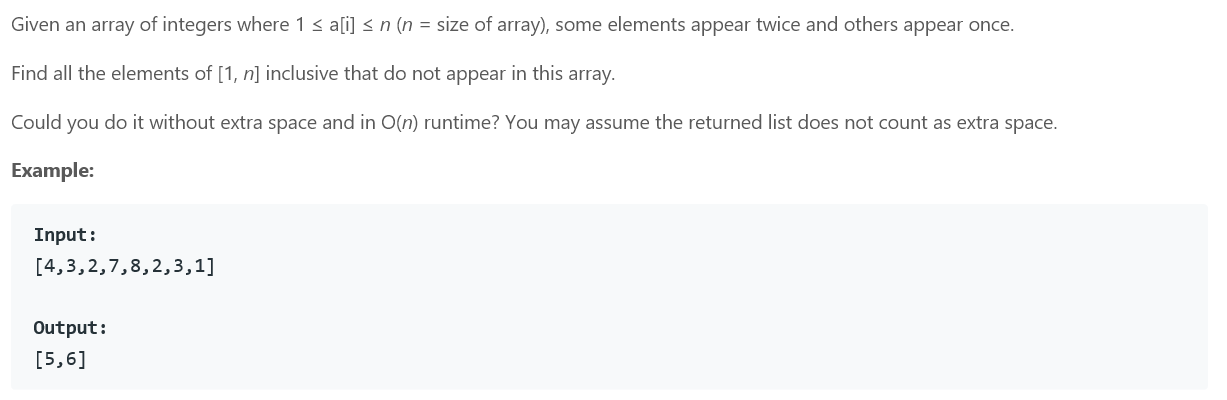 Given an array of integers where 1 ≤ a[i] ≤ n (n = size of array), some elements appear twice and others appear once.
Find all the elements of [1, n] inclusive that do not appear in this array.
Could you do it without extra space and in O(n) runtime? You may assume the returned list does not count as extra space.
Example:
Input:
[4,3,2,7,8,2,3,1]
Output:
[5,6]